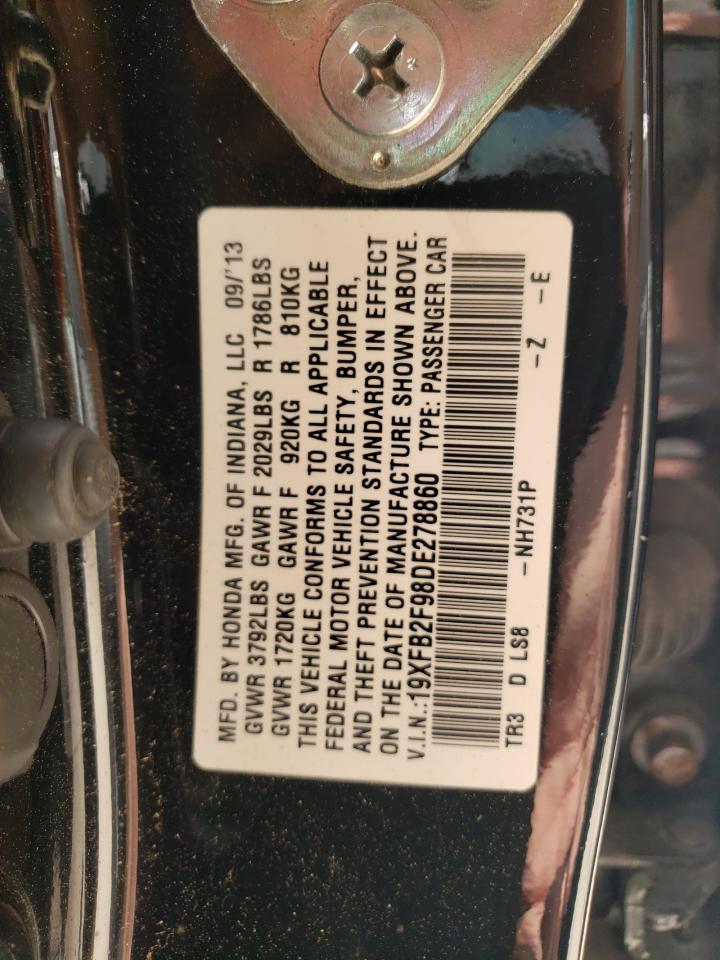 MFD. BY HONDA MFG. OF INDIANA, LLC 09/'13
GVWR 3792LBS GAWR F 2029LBS R 1786LBS
GVWR 1720KG GAWR F 920KG R 810KG
THIS VEHICLE CONFORMS TO ALL APPLICABLE
FEDERAL MOTOR VEHICLE SAFETY, BUMPER,
AND THEFT PREVENTION STANDARDS IN EFFECT
ON THE DATE OF MANUFACTURE SHOWN ABOVE.
V.I.N.:19XFB2F98DE278860 TYPE: PASSENGER CAR
TR3 D LS8 -NH731P -Z -E